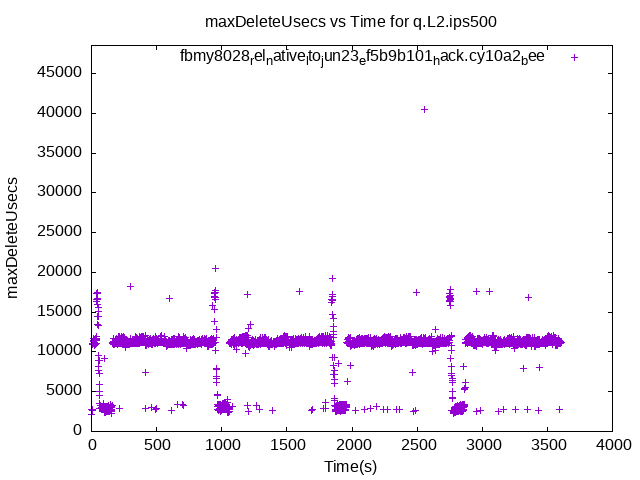 maxDeleteUsecs vs Time for q.L2.ips500
fbmy8028relnativeltojun23ef5b9b101hack.cy10a2bee
45000
40000
35000
30000
25000
20000
15000
10000
5000
0
maxDeleteUsecs
0 500 1000 1500 2000 2500 3000 3500 4000
Time(s)